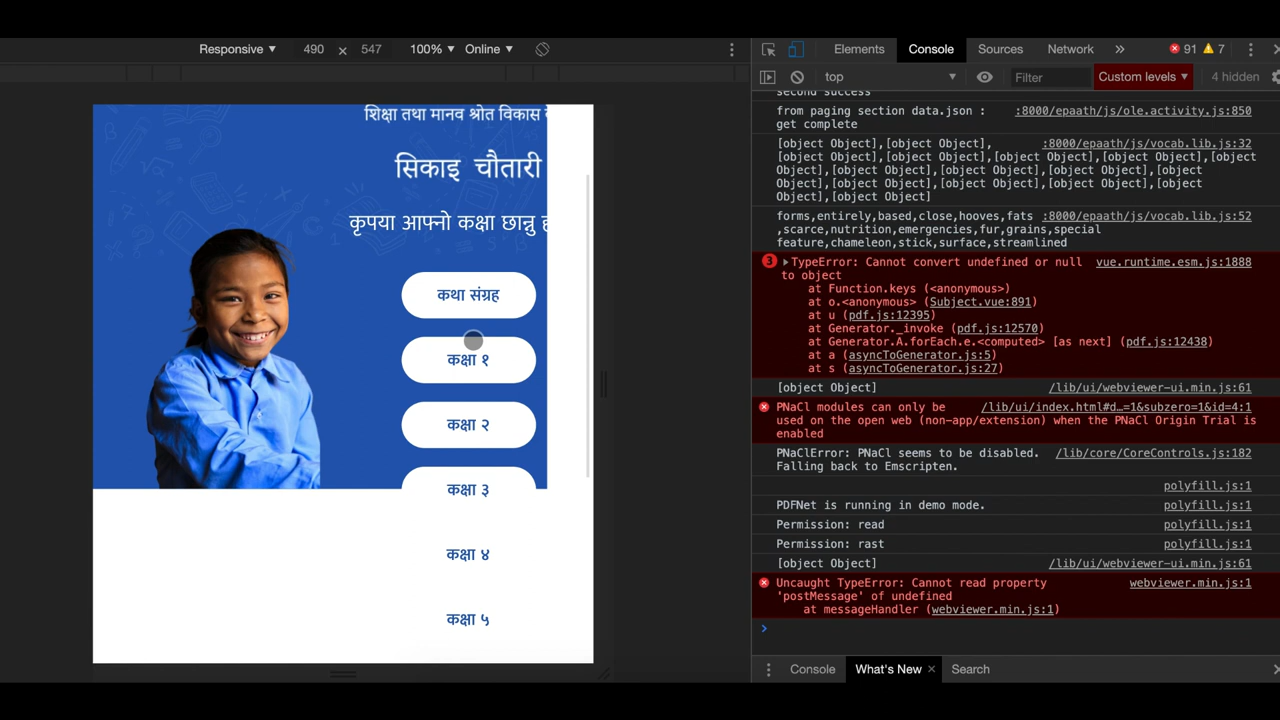 Responsive ▼ 490 × 547 100% ▼ Online ▼
शिक्षा तथा मानव श्रोत विकास
सिकाइ चौतारी
कृपया आफ्नो कक्षा छान्नु
कथा संग्रह
कक्षा १
कक्षा २
कक्षा ३
कक्षा ४
कक्षा ५
Elements Console Sources Network » 91 7
top ▼ Filter Custom levels ▼ 4 hidden
second success
from paging section data.json : :8000/epaath/js/ole.activity.js:850
get complete
[object Object],[object Object], :8000/epaath/js/vocab.lib.js:32
[object Object],[object Object],[object Object],[object Object],[object
Object],[object Object],[object Object],[object Object],[object
Object],[object Object],[object Object],[object Object],[object
Object],[object Object]
forms,entirely,based,close,hooves,fats :8000/epaath/js/vocab.lib.js:52
,scarce,nutrition,emergencies,fur,grains,special
feature,chameleon,stick,surface,streamlined
3 ▶TypeError: Cannot convert undefined or null vue.runtime.esm.js:1888
to object
at Function.keys (<anonymous>)
at o.<anonymous> (Subject.vue:891)
at u (pdf.js:12395)
at Generator._invoke (pdf.js:12570)
at Generator.A.forEach.e.<computed> [as next] (pdf.js:12438)
at a (asyncToGenerator.js:5)
at s (asyncToGenerator.js:27)
[object Object] /lib/ui/webviewer-ui.min.js:61
PNaCl modules can only be /lib/ui/index.html#d…=1&subzero=1&id=4:1
used on the open web (non-app/extension) when the PNaCl Origin Trial is
enabled
PNaClError: PNaCl seems to be disabled. /lib/core/CoreControls.js:182
Falling back to Emscripten.
polyfill.js:1
PDFNet is running in demo mode. polyfill.js:1
Permission: read polyfill.js:1
Permission: rast polyfill.js:1
[object Object] /lib/ui/webviewer-ui.min.js:61
Uncaught TypeError: Cannot read property webviewer.min.js:1
'postMessage' of undefined
at messageHandler (webviewer.min.js:1)
Console What's New × Search